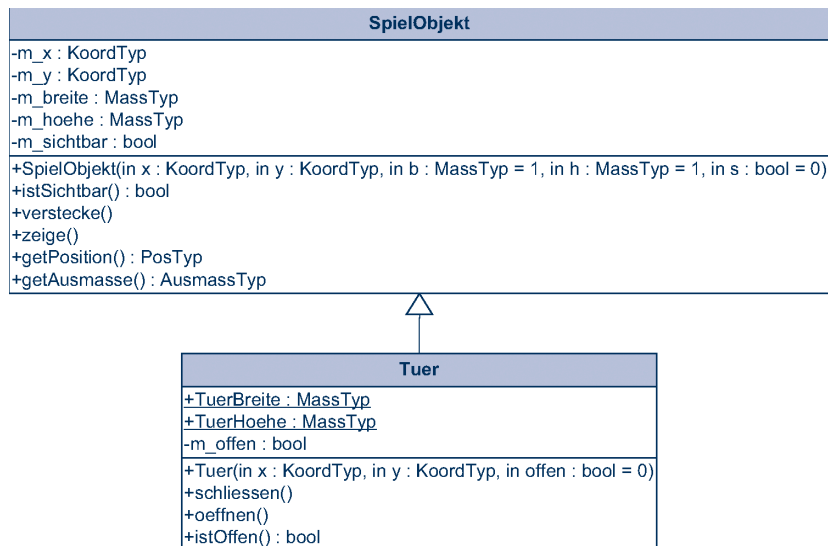 SpielObjekt
-m_x : KoordTyp
-m_y : KoordTyp
-m_breite : MassTyp
-m_hoehe : MassTyp
-m_sichtbar : bool
+SpielObjekt(in x : KoordTyp, in y : KoordTyp, in b : MassTyp = 1, in h : MassTyp = 1, in s : bool = 0)
+istSichtbar() : bool
+verstecke()
+zeige()
+getPosition() : PosTyp
+getAusmasse() : AusmassTyp
Tuer
+TuerBreite : MassTyp
+TuerHoehe : MassTyp
-m_offen : bool
+Tuer(in x : KoordTyp, in y : KoordTyp, in offen : bool = 0)
+schliessen()
+oeffnen()
+istOffen() : bool